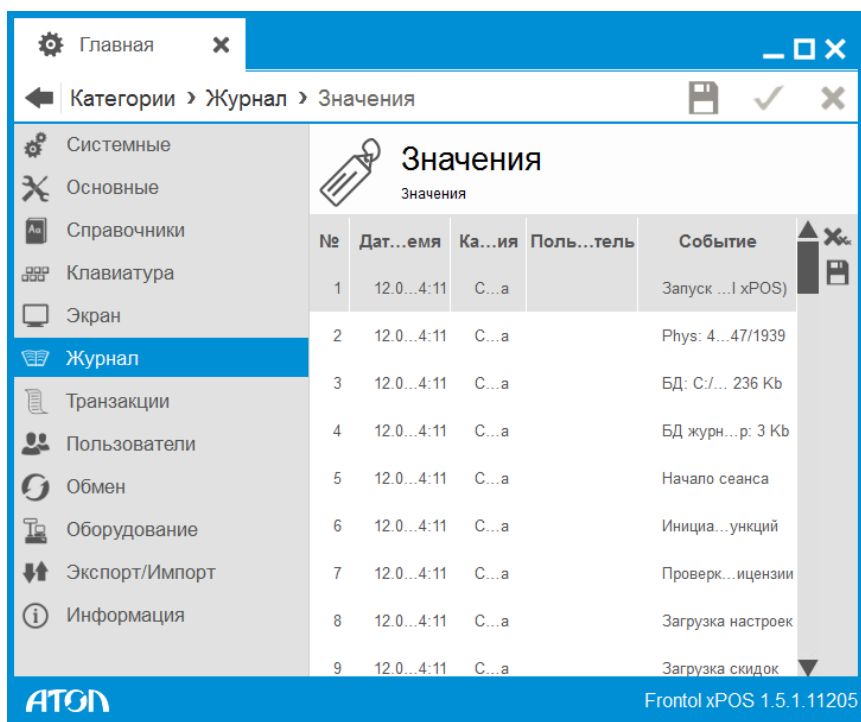 Главная
Категории › Журнал › Значения
Системные
Основные
Справочники
Клавиатура
Экран
Журнал
Транзакции
Пользователи
Обмен
Оборудование
Экспорт/Импорт
Информация
Значения
Значения
№ Дат…емя Ка…ия Поль…тель Событие
1 12.0…4:11 С…а Запуск …l xPOS)
2 12.0…4:11 С…а Phys: 4…47/1939
3 12.0…4:11 С…а БД: C:/… 236 Kb
4 12.0…4:11 С…а БД журн…р: 3 Kb
5 12.0…4:11 С…а Начало сеанса
6 12.0…4:11 С…а Инициа…ункций
7 12.0…4:11 С…а Проверк…ицензии
8 12.0…4:11 С…а Загрузка настроек
9 12.0…4:11 С…а Загрузка скидок
АТОЛ
Frontol xPOS 1.5.1.11205